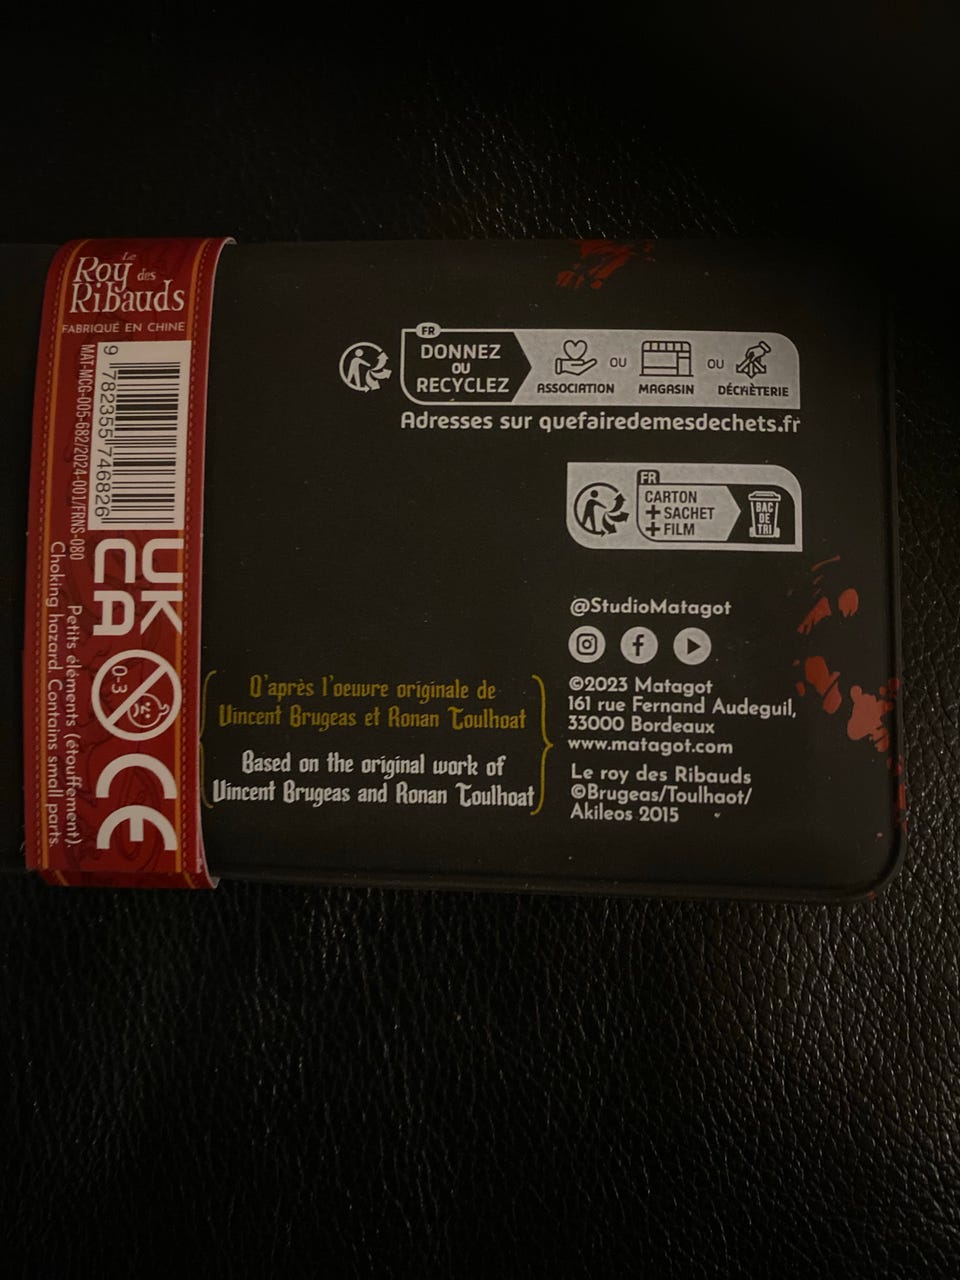 Le
Roy des
Ribauds
FABRIQUÉ EN CHINE
9 782355 746826
MAT-MCG-005-682/2024-001/FRNS-080
UK
CA
0-3
CE
Petits éléments (étouffement).
Choking hazard. Contains small parts.
FR
DONNEZ
OU
RECYCLEZ
ASSOCIATION OU MAGASIN OU DÉCHÈTERIE
Adresses sur quefairedemesdechets.fr
FR
CARTON
+ SACHET
+ FILM
BAC
DE
TRI
@StudioMatagot
©2023 Matagot
161 rue Fernand Audeguil,
33000 Bordeaux
www.matagot.com
Le roy des Ribauds
©Brugeas/Toulhaot/
Akileos 2015
D'après l'oeuvre originale de
Vincent Brugeas et Ronan Toulhoat
Based on the original work of
Vincent Brugeas and Ronan Toulhoat